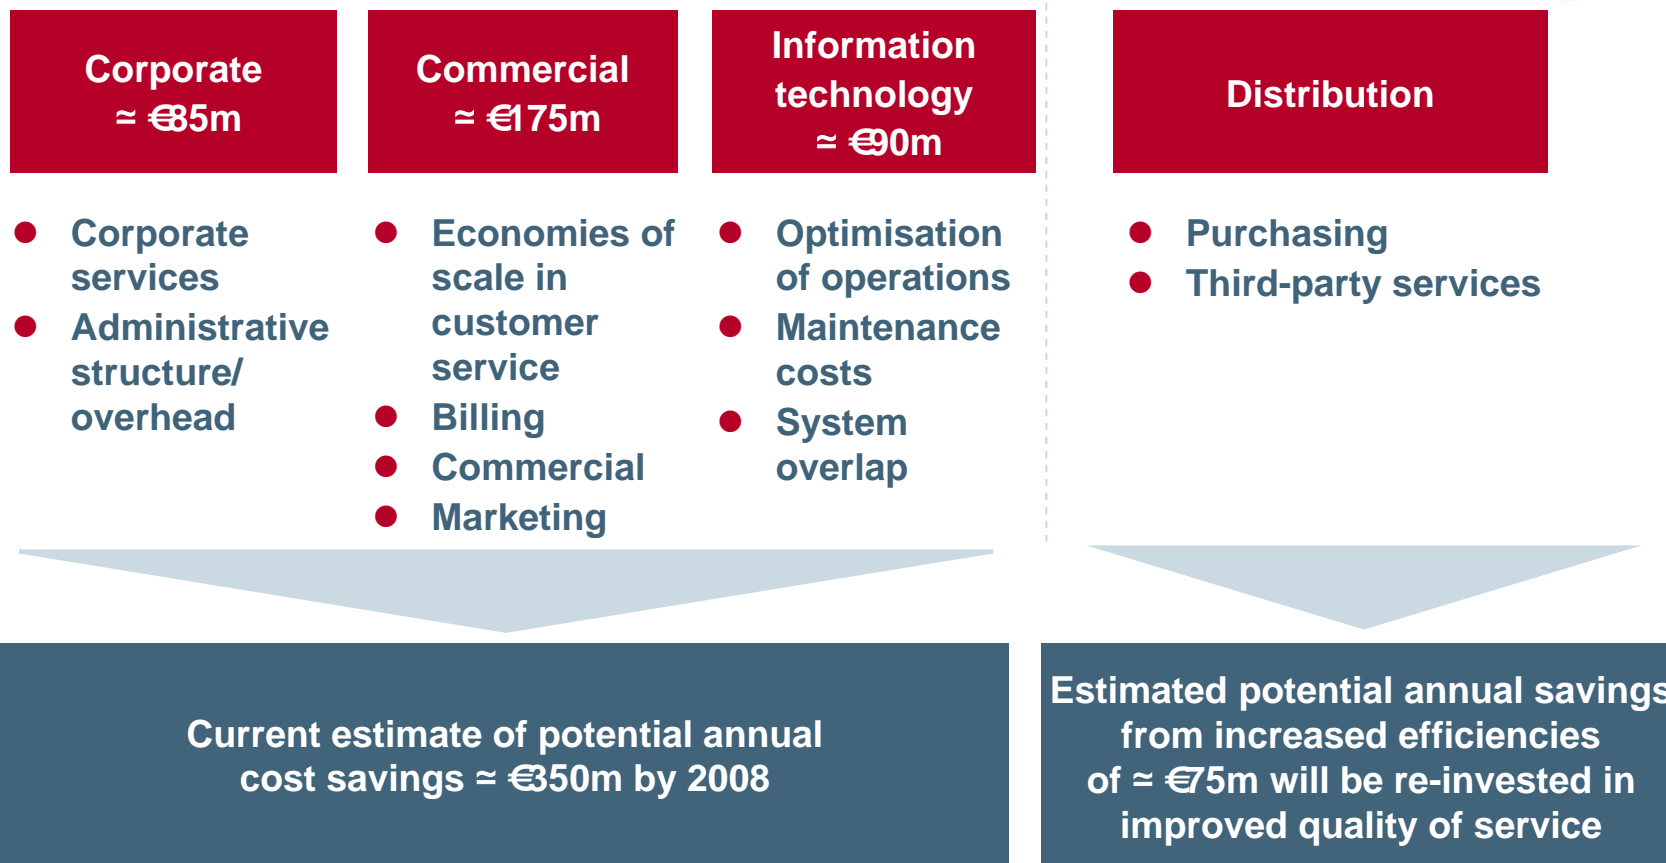 Corporate
≃ €85m
Commercial
≃ €175m
Information
technology
≃ €90m
Distribution
Corporate
services
Administrative
structure/
overhead
Economies of
scale in
customer
service
Billing
Commercial
Marketing
Optimisation
of operations
Maintenance
costs
System
overlap
Purchasing
Third-party services
Current estimate of potential annual
cost savings ≃ €350m by 2008
Estimated potential annual savings
from increased efficiencies
of ≃ €75m will be re-invested in
improved quality of service